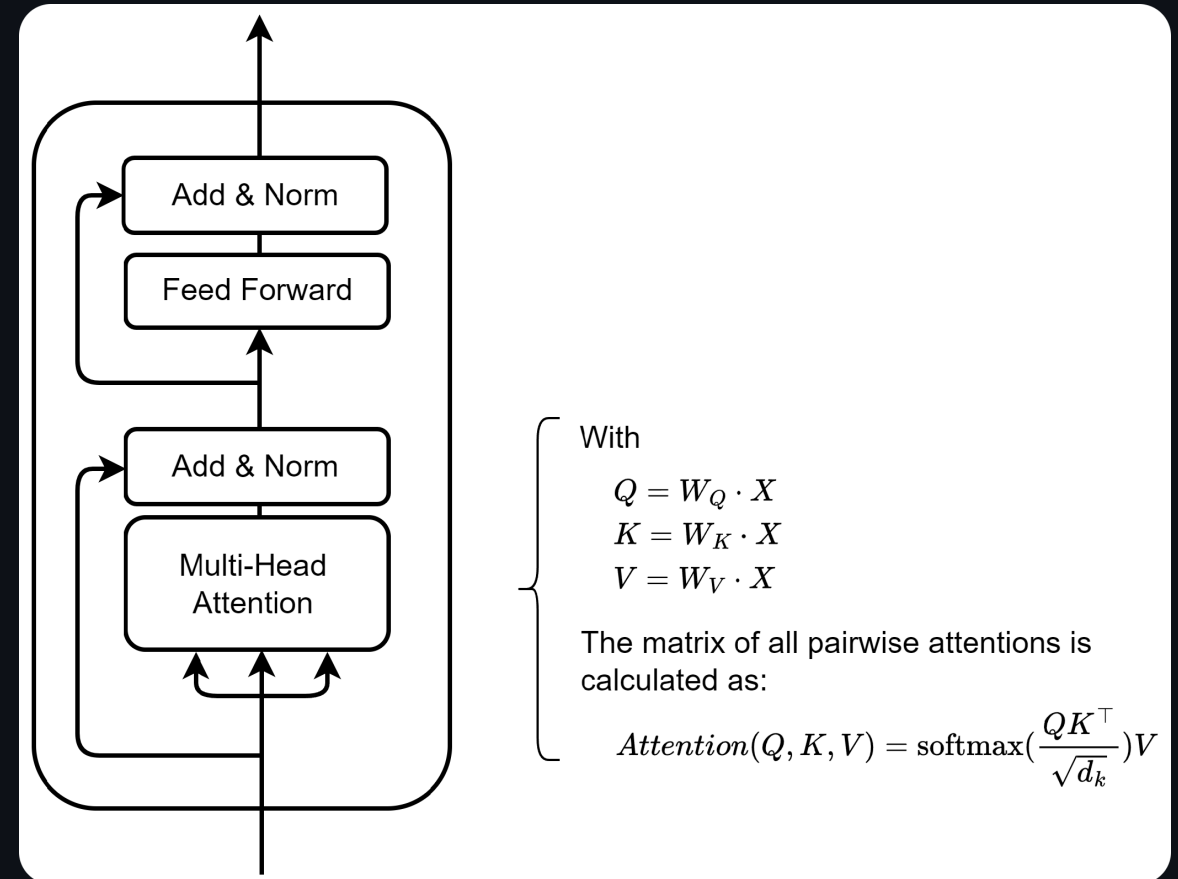 Add & Norm
Feed Forward
Add & Norm
Multi-Head
Attention
With
Q = W_Q · X
K = W_K · X
V = W_V · X
The matrix of all pairwise attentions is
calculated as:
Attention(Q, K, V) = softmax(QK^⊤/√d_k)V